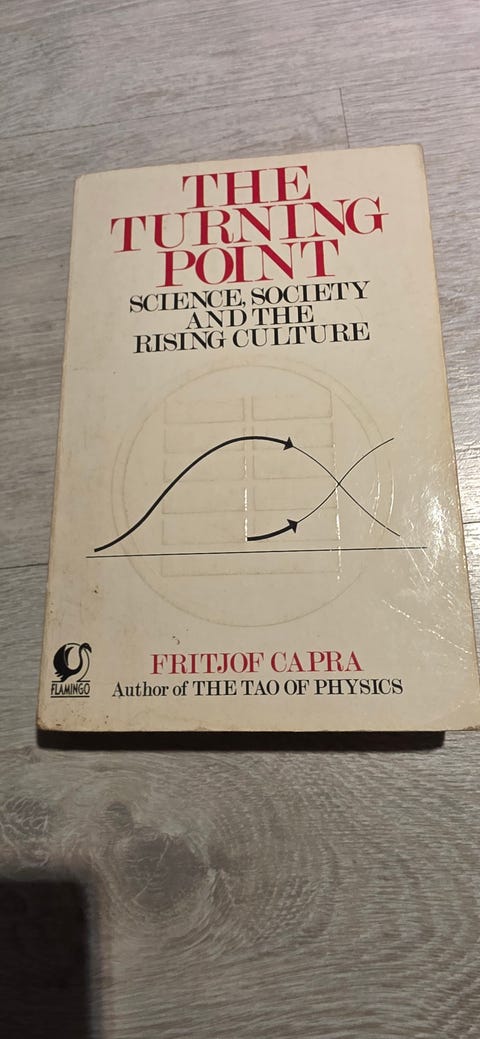 THE
TURNING
POINT
SCIENCE, SOCIETY
AND THE
RISING CULTURE
FRITJOF CAPRA
Author of THE TAO OF PHYSICS
FLAMINGO